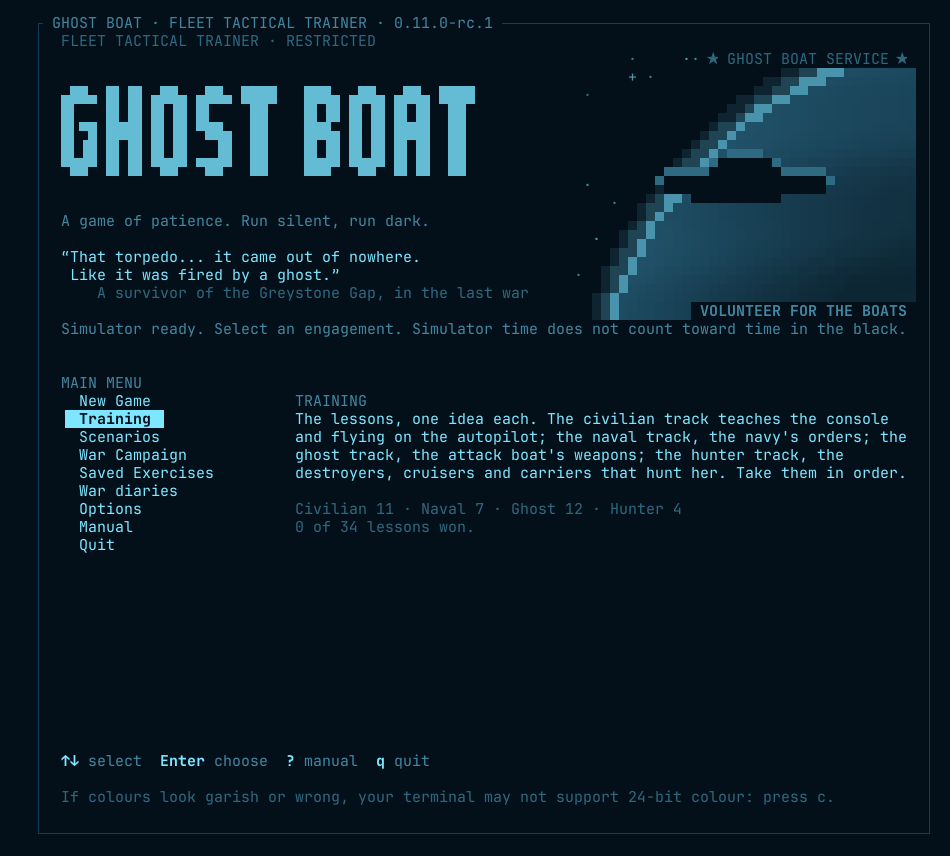 GHOST BOAT · FLEET TACTICAL TRAINER · 0.11.0-rc.1
FLEET TACTICAL TRAINER · RESTRICTED
★ GHOST BOAT SERVICE ★
GHOST BOAT
A game of patience. Run silent, run dark.
“That torpedo... it came out of nowhere.
Like it was fired by a ghost.”
A survivor of the Greystone Gap, in the last war
VOLUNTEER FOR THE BOATS
Simulator ready. Select an engagement. Simulator time does not count toward time in the black.
MAIN MENU
New Game
Training
Scenarios
War Campaign
Saved Exercises
War diaries
Options
Manual
Quit
TRAINING
The lessons, one idea each. The civilian track teaches the console
and flying on the autopilot; the naval track, the navy's orders; the
ghost track, the attack boat's weapons; the hunter track, the
destroyers, cruisers and carriers that hunt her. Take them in order.
Civilian 11 · Naval 7 · Ghost 12 · Hunter 4
0 of 34 lessons won.
↑↓ select Enter choose ? manual q quit
If colours look garish or wrong, your terminal may not support 24-bit colour: press c.